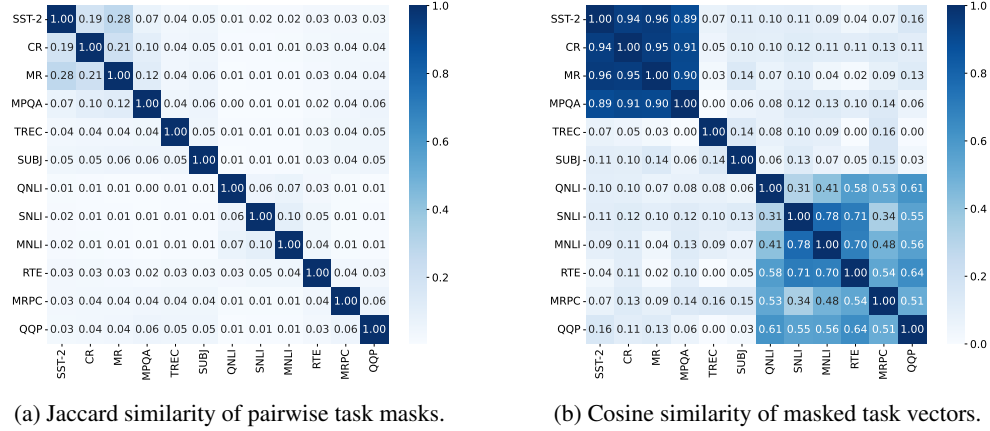 SST-2 1.00 0.19 0.28 0.07 0.04 0.05 0.01 0.02 0.02 0.03 0.03 0.03
CR 0.19 1.00 0.21 0.10 0.04 0.05 0.01 0.01 0.01 0.03 0.04 0.04
MR 0.28 0.21 1.00 0.12 0.04 0.06 0.01 0.01 0.01 0.03 0.04 0.04
MPQA 0.07 0.10 0.12 1.00 0.04 0.06 0.00 0.01 0.01 0.02 0.04 0.06
TREC 0.04 0.04 0.04 0.04 1.00 0.05 0.01 0.01 0.01 0.03 0.04 0.05
SUBJ 0.05 0.05 0.06 0.06 0.05 1.00 0.01 0.01 0.01 0.03 0.04 0.05
QNLI 0.01 0.01 0.01 0.00 0.01 0.01 1.00 0.06 0.07 0.03 0.01 0.01
SNLI 0.02 0.01 0.01 0.01 0.01 0.01 0.06 1.00 0.10 0.05 0.01 0.01
MNLI 0.02 0.01 0.01 0.01 0.01 0.01 0.07 0.10 1.00 0.04 0.01 0.01
RTE 0.03 0.03 0.03 0.02 0.03 0.03 0.03 0.05 0.04 1.00 0.04 0.03
MRPC 0.03 0.04 0.04 0.04 0.04 0.04 0.01 0.01 0.01 0.04 1.00 0.06
QQP 0.03 0.04 0.04 0.06 0.05 0.05 0.01 0.01 0.01 0.03 0.06 1.00
SST-2 CR MR MPQA TREC SUBJ QNLI SNLI MNLI RTE MRPC QQP
1.0
0.8
0.6
0.4
0.2
(a) Jaccard similarity of pairwise task masks.
SST-2 1.00 0.94 0.96 0.89 0.07 0.11 0.10 0.11 0.09 0.04 0.07 0.16
CR 0.94 1.00 0.95 0.91 0.05 0.10 0.10 0.12 0.11 0.11 0.13 0.11
MR 0.96 0.95 1.00 0.90 0.03 0.14 0.07 0.10 0.04 0.02 0.09 0.13
MPQA 0.89 0.91 0.90 1.00 0.00 0.06 0.08 0.12 0.13 0.10 0.14 0.06
TREC 0.07 0.05 0.03 0.00 1.00 0.14 0.08 0.10 0.09 0.00 0.16 0.00
SUBJ 0.11 0.10 0.14 0.06 0.14 1.00 0.06 0.13 0.07 0.05 0.15 0.03
QNLI 0.10 0.10 0.07 0.08 0.08 0.06 1.00 0.31 0.41 0.58 0.53 0.61
SNLI 0.11 0.12 0.10 0.12 0.10 0.13 0.31 1.00 0.78 0.71 0.34 0.55
MNLI 0.09 0.11 0.04 0.13 0.09 0.07 0.41 0.78 1.00 0.70 0.48 0.56
RTE 0.04 0.11 0.02 0.10 0.00 0.05 0.58 0.71 0.70 1.00 0.54 0.64
MRPC 0.07 0.13 0.09 0.14 0.16 0.15 0.53 0.34 0.48 0.54 1.00 0.51
QQP 0.16 0.11 0.13 0.06 0.00 0.03 0.61 0.55 0.56 0.64 0.51 1.00
SST-2 CR MR MPQA TREC SUBJ QNLI SNLI MNLI RTE MRPC QQP
1.0
0.8
0.6
0.4
0.2
0.0
(b) Cosine similarity of masked task vectors.